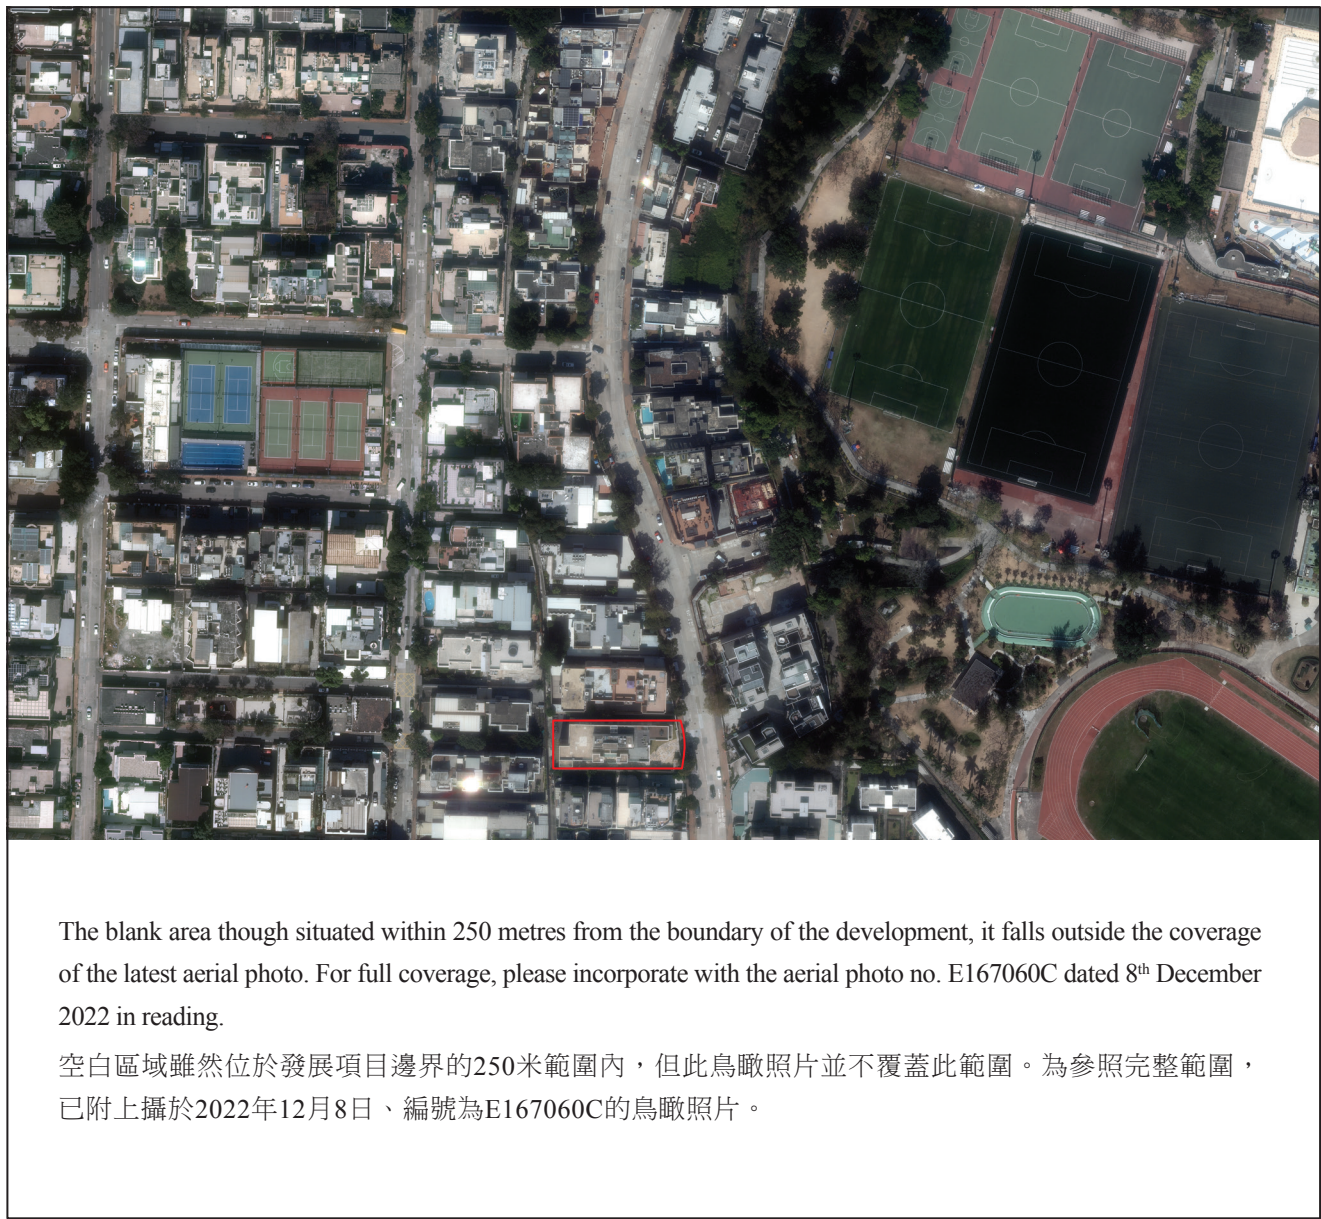 The blank area though situated within 250 metres from the boundary of the development, it falls outside the coverage
of the latest aerial photo. For full coverage, please incorporate with the aerial photo no. E167060C dated 8th December
2022 in reading.
空白區域雖然位於發展項目邊界的250米範圍內，但此鳥瞰照片並不覆蓋此範圍。為參照完整範圍，
已附上攝於2022年12月8日、編號為E167060C的鳥瞰照片。